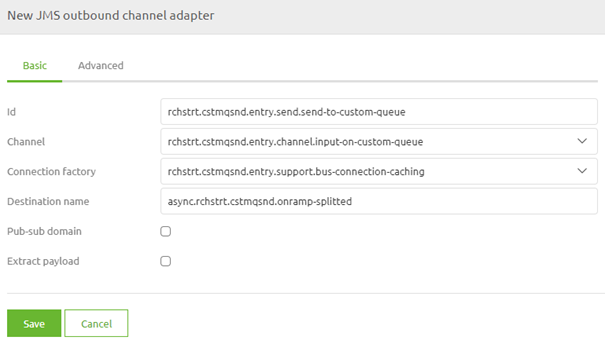 New JMS outbound channel adapter
Basic Advanced
Id rchstrt.cstmqsnd.entry.send.send-to-custom-queue
Channel rchstrt.cstmqsnd.entry.channel.input-on-custom-queue
Connection factory rchstrt.cstmqsnd.entry.support.bus-connection-caching
Destination name async.rchstrt.cstmqsnd.onramp-splitted
Pub-sub domain
Extract payload
Save Cancel